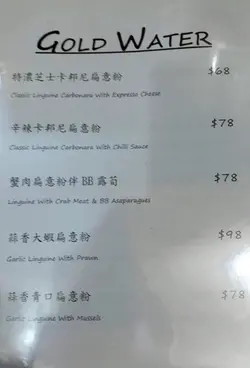 GOLD WATER
特濃芝士卡邦尼扁意粉 $68
Classic Linguine Carbonara with Expresso Cheese
辛辣卡邦尼扁意粉 $78
Classic Linguine Carbonara with Chilli Sauce
蟹肉扁意粉伴BB露荀 $78
Linguine With Crab Meat & BB Asaparugues
蒜香大蝦扁意粉 $98
Garlic Linguine With Prawn
蒜香青口扁意粉 $78
Garlic Linguine With Mussels